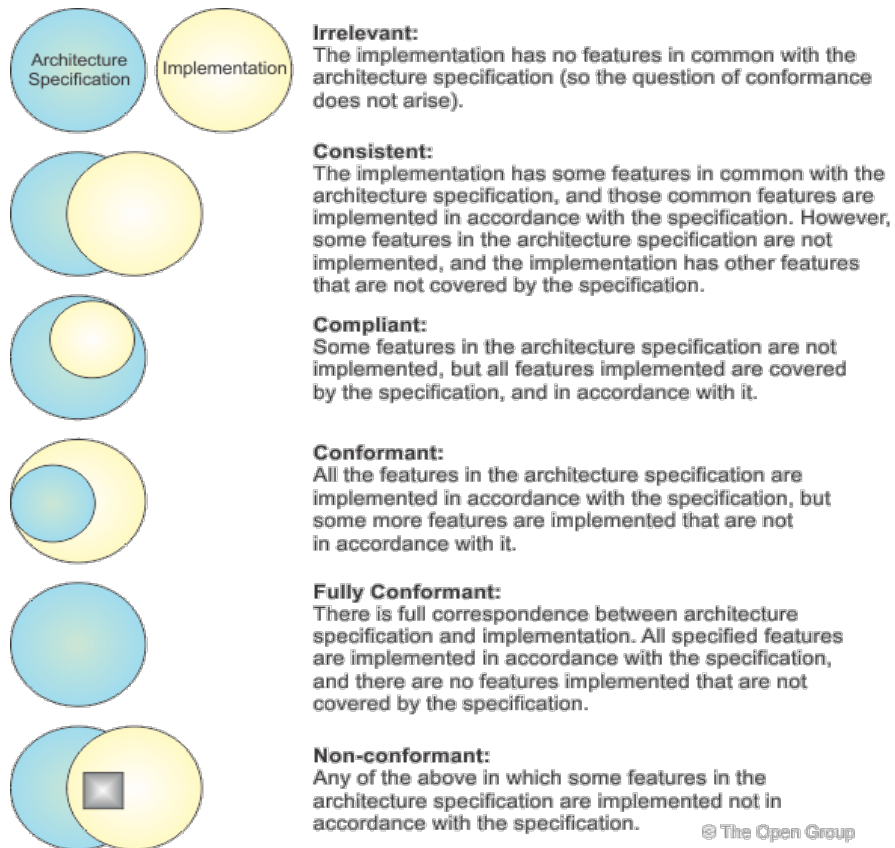 Architecture
Specification
Implementation
Irrelevant:
The implementation has no features in common with the
architecture specification (so the question of conformance
does not arise).
Consistent:
The implementation has some features in common with the
architecture specification, and those common features are
implemented in accordance with the specification. However,
some features in the architecture specification are not
implemented, and the implementation has other features
that are not covered by the specification.
Compliant:
Some features in the architecture specification are not
implemented, but all features implemented are covered
by the specification, and in accordance with it.
Conformant:
All the features in the architecture specification are
implemented in accordance with the specification, but
some more features are implemented that are not
in accordance with it.
Fully Conformant:
There is full correspondence between architecture
specification and implementation. All specified features
are implemented in accordance with the specification,
and there are no features implemented that are not
covered by the specification.
Non-conformant:
Any of the above in which some features in the
architecture specification are implemented not in
accordance with the specification.
© The Open Group